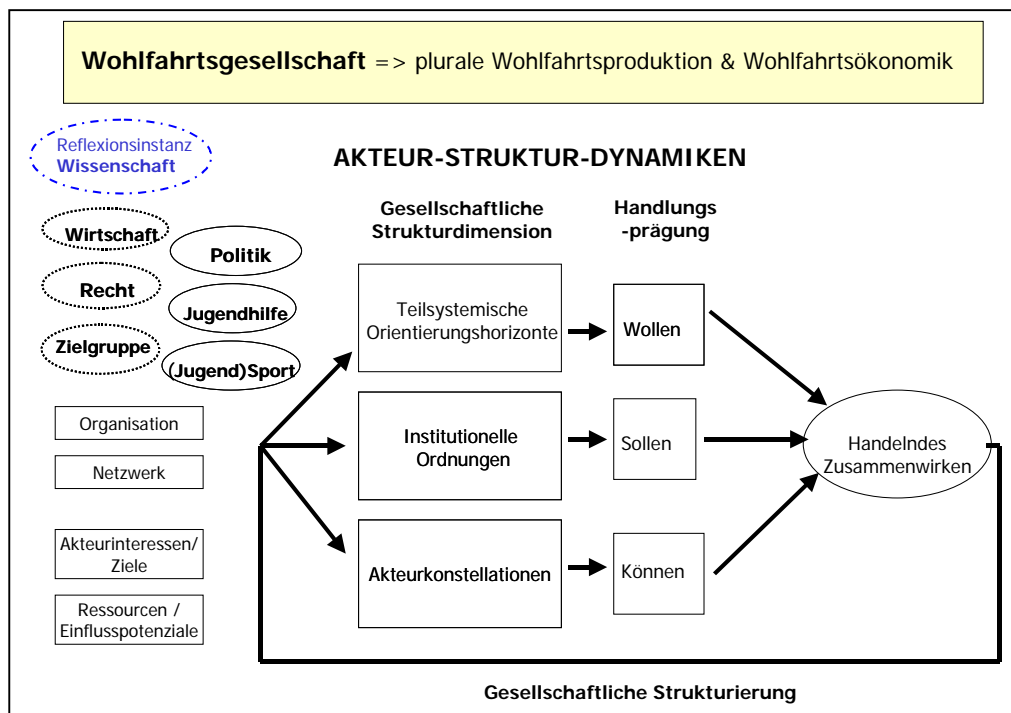 Wohlfahrtsgesellschaft => plurale Wohlfahrtsproduktion & Wohlfahrtsökonomik
Reflexionsinstanz
Wissenschaft
AKTEUR-STRUKTUR-DYNAMIKEN
Gesellschaftliche
Strukturdimension
Handlungs
-prägung
Wirtschaft
Politik
Recht
Jugendhilfe
Zielgruppe
(Jugend)Sport
Organisation
Netzwerk
Akteurinteressen/
Ziele
Ressourcen /
Einflusspotenziale
Teilsystemische
Orientierungshorizonte
Wollen
Institutionelle
Ordnungen
Sollen
Akteurkonstellationen
Können
Handelndes
Zusammenwirken
Gesellschaftliche Strukturierung